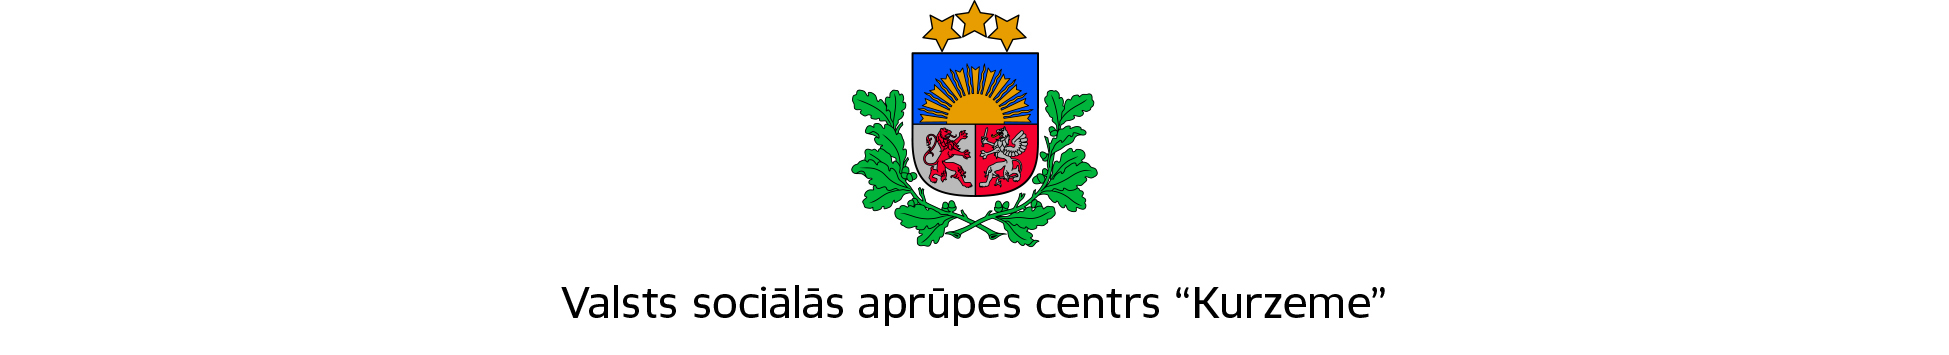 Valsts sociālās aprūpes centrs “Kurzeme”